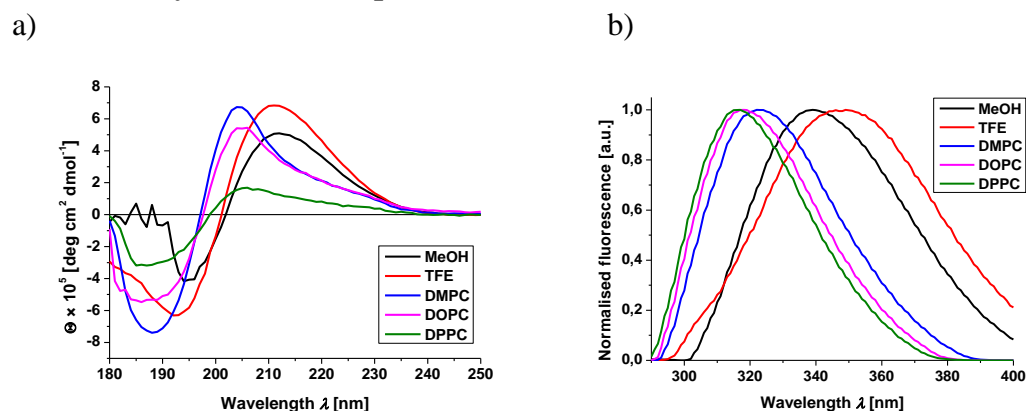 a)
b)
Θ × 10⁵ [deg cm² dmol⁻¹]
8
6
4
2
0
-2
-4
-6
-8
180 190 200 210 220 230 240 250
Wavelength λ [nm]
MeOH
TFE
DMPC
DOPC
DPPC
Normalised fluorescence [a.u.]
1,0
0,8
0,6
0,4
0,2
0,0
300 320 340 360 380 400
Wavelength λ [nm]
MeOH
TFE
DMPC
DOPC
DPPC